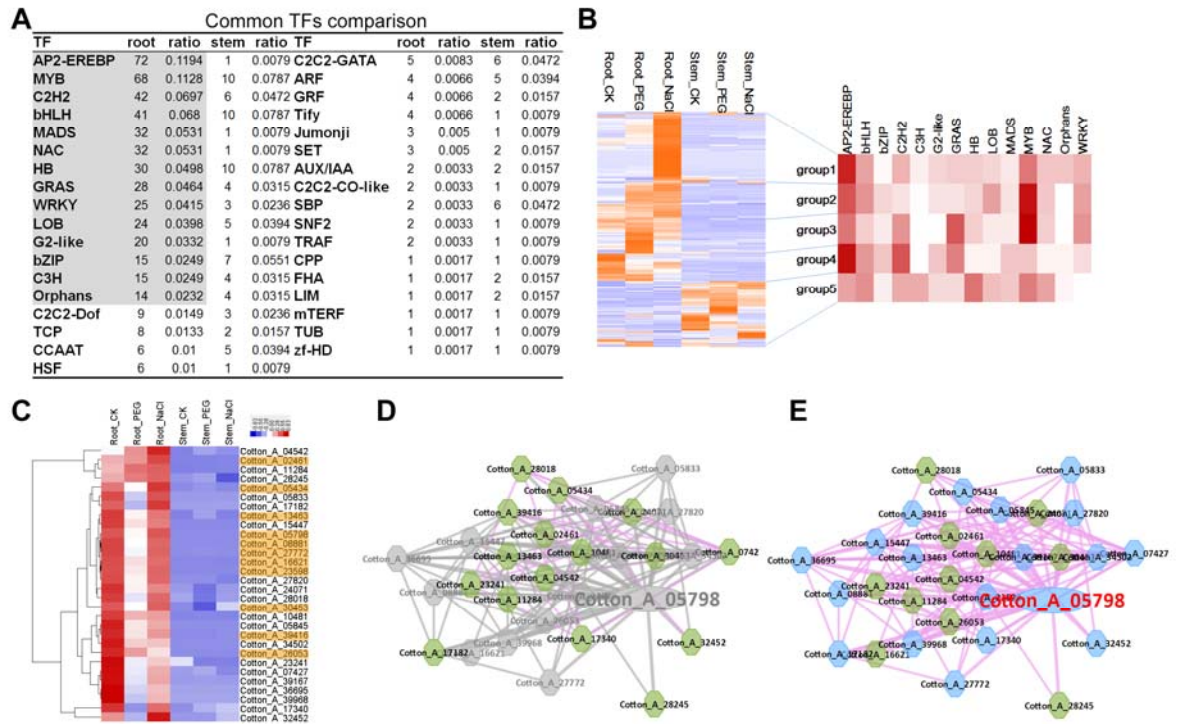 A
Common TFs comparison
TF root ratio stem ratio TF root ratio stem ratio
AP2-EREBP 72 0.1194 1 0.0079 C2C2-GATA 5 0.0083 6 0.0472
MYB 68 0.1128 10 0.0787 ARF 4 0.0066 5 0.0394
C2H2 42 0.0697 6 0.0472 GRF 4 0.0066 2 0.0157
bHLH 41 0.068 10 0.0787 Tify 4 0.0066 1 0.0079
MADS 32 0.0531 1 0.0079 Jumonji 3 0.005 1 0.0079
NAC 32 0.0531 1 0.0079 SET 3 0.005 2 0.0157
HB 30 0.0498 10 0.0787 AUX/IAA 2 0.0033 2 0.0157
GRAS 28 0.0464 4 0.0315 C2C2-CO-like 2 0.0033 1 0.0079
WRKY 25 0.0415 3 0.0236 SBP 2 0.0033 6 0.0472
LOB 24 0.0398 5 0.0394 SNF2 2 0.0033 1 0.0079
G2-like 20 0.0332 1 0.0079 TRAF 2 0.0033 1 0.0079
bZIP 15 0.0249 7 0.0551 CPP 1 0.0017 1 0.0079
C3H 15 0.0249 4 0.0315 FHA 1 0.0017 2 0.0157
Orphans 14 0.0232 4 0.0315 LIM 1 0.0017 2 0.0157
C2C2-Dof 9 0.0149 3 0.0236 mTERF 1 0.0017 1 0.0079
TCP 8 0.0133 2 0.0157 TUB 1 0.0017 1 0.0079
CCAAT 6 0.01 5 0.0394 zf-HD 1 0.0017 1 0.0079
HSF 6 0.01 1 0.0079
B
Root_CK Root_PEG Root_NaCl Stem_CK Stem_PEG Stem_NaCl
AP2-EREBP bHLH bZIP C2H2 C3H G2-like GRAS HB LOB MADS MYB NAC Orphans WRKY
group1
group2
group3
group4
group5
C
Root_CK Root_PEG Root_NaCl Stem_CK Stem_PEG Stem_NaCl
Cotton_A_04542
Cotton_A_02461
Cotton_A_11284
Cotton_A_28245
Cotton_A_05434
Cotton_A_05833
Cotton_A_17182
Cotton_A_13463
Cotton_A_15447
Cotton_A_05798
Cotton_A_08881
Cotton_A_27772
Cotton_A_16621
Cotton_A_23598
Cotton_A_27820
Cotton_A_24071
Cotton_A_28018
Cotton_A_30453
Cotton_A_10481
Cotton_A_05845
Cotton_A_39416
Cotton_A_34502
Cotton_A_26053
Cotton_A_23241
Cotton_A_07427
Cotton_A_39167
Cotton_A_36695
Cotton_A_39968
Cotton_A_17340
Cotton_A_32452
D
Cotton_A_28018
Cotton_A_05833
Cotton_A_05434
Cotton_A_39416
Cotton_A_02461
Cotton_A_13463
Cotton_A_0742
Cotton_A_04542
Cotton_A_23241
Cotton_A_11284
Cotton_A_05798
Cotton_A_17340
Cotton_A_32452
Cotton_A_17182
Cotton_A_27772
Cotton_A_28245
E
Cotton_A_28018
Cotton_A_05833
Cotton_A_05434
Cotton_A_39416
Cotton_A_27820
Cotton_A_02461
Cotton_A_15447
Cotton_A_36695
Cotton_A_13463
Cotton_A_07427
Cotton_A_04542
Cotton_A_23241
Cotton_A_11284
Cotton_A_05798
Cotton_A_26053
Cotton_A_17340
Cotton_A_39968
Cotton_A_32452
Cotton_A_16621
Cotton_A_27772
Cotton_A_28245